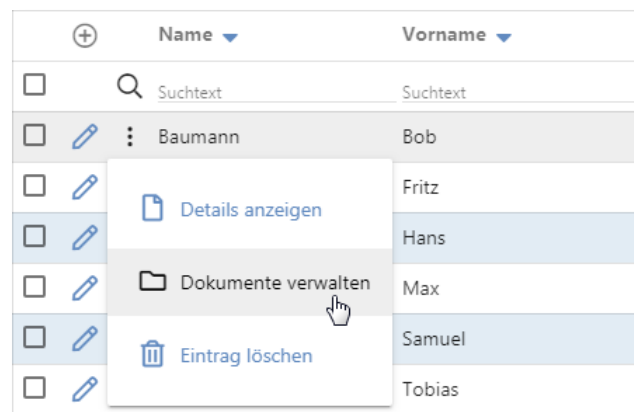 Name Vorname
Suchtext Suchtext
Baumann Bob
Fritz
Details anzeigen
Hans
Dokumente verwalten
Max
Samuel
Eintrag löschen
Tobias